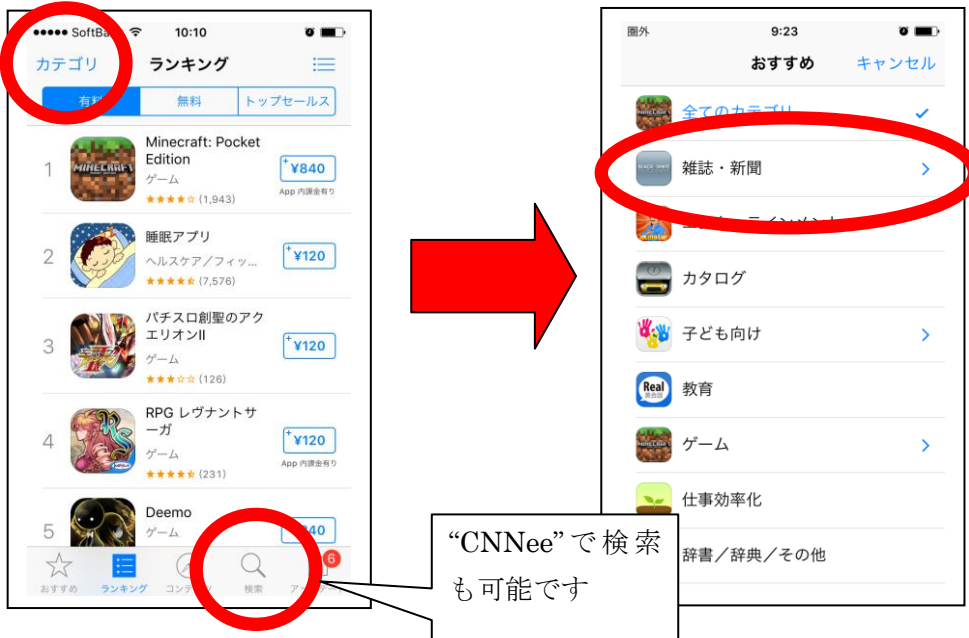 SoftBa 10:10
カテゴリ ランキング
有料 無料 トップセールス
1
Minecraft: Pocket
Edition
ゲーム
★★★★☆ (1,943)
+ ¥840
App 内課金有り
MINECRAFT
2
睡眠アプリ
ヘルスケア／フィッ...
(7,576)
+ ¥120
3
パチスロ創聖のアク
エリオンII
ゲーム
★★★☆☆ (126)
+ ¥120
4
RPG レヴナントサ
ーガ
ゲーム
(231)
+ ¥120
App 内課金有り
5
Deemo
ゲーム
40
おすすめ ランキング 検索
6
“CNNee” で検索
も可能です
圏外 9:23
おすすめ キャンセル
全てのカテゴリ
雑誌・新聞
カタログ
子ども向け
Real
英会話
教育
ゲーム
仕事効率化
辞書／辞典／その他